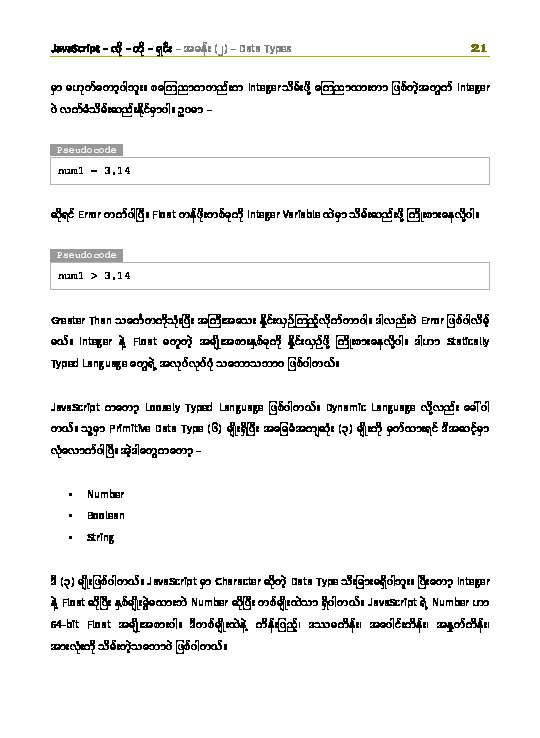 JavaScript – လို – တို – ရှင်း – အခန်း (၂) – Data Types 21
မှာ မဟုတ်တော့ပါဘူး။ စကြေညာကတည်းက Integer သိမ်းဖို့ ကြေညာထားတာ ဖြစ်တဲ့အတွက် Integer
ပဲ လက်ခံသိမ်းဆည်းနိုင်မှာပါ။ ဥပမာ –
Pseudocode
num1 = 3.14
ဆိုရင် Error တက်ပါပြီ။ Float တန်ဖိုးတစ်ခုကို Integer Variable ထဲမှာ သိမ်းဆည်းဖို့ ကြိုးစားနေလို့ပါ။
Pseudocode
num1 > 3.14
Greater Than သင်္ကေတကိုသုံးပြီး အကြီးအသေး နှိုင်းယှဉ်ကြည့်လိုက်တာပါ။ ဒါလည်းပဲ Error ဖြစ်ပါလိမ့်
မယ်။ Integer နဲ့ Float မတူတဲ့ အမျိုးအစားနှစ်ခုကို နှိုင်းယှဉ်ဖို့ ကြိုးစားနေလို့ပါ။ ဒါဟာ Statically
Typed Language တွေရဲ့ အလုပ်လုပ်ပုံ သဘောသဘာဝ ဖြစ်ပါတယ်။
JavaScript ကတော့ Loosely Typed Language ဖြစ်ပါတယ်။ Dynamic Language လို့လည်း ခေါ်ပါ
တယ်။ သူ့မှာ Primitive Data Type (၆) မျိုးရှိပြီး အခြေခံအကျဆုံး (၃) မျိုးကို မှတ်ထားရင် ဒီအဆင့်မှာ
လုံလောက်ပါပြီ။ အဲ့ဒါတွေကတော့ –
• Number
• Boolean
• String
ဒီ (၃) မျိုးဖြစ်ပါတယ်။ JavaScript မှာ Character ဆိုတဲ့ Data Type သီးခြားမရှိပါဘူး။ ပြီးတော့ Integer
နဲ့ Float ဆိုပြီး နှစ်မျိုးခွဲမထားဘဲ Number ဆိုပြီး တစ်မျိုးထဲသာ ရှိပါတယ်။ JavaScript ရဲ့ Number ဟာ
64-bit Float အမျိုးအစားပါ။ ဒီတစ်မျိုးထဲနဲ့ ကိန်းပြည့်၊ ဒဿမကိန်း၊ အပေါင်းကိန်း၊ အနှုတ်ကိန်း၊
အားလုံးကို သိမ်းတဲ့သဘောပဲ ဖြစ်ပါတယ်။